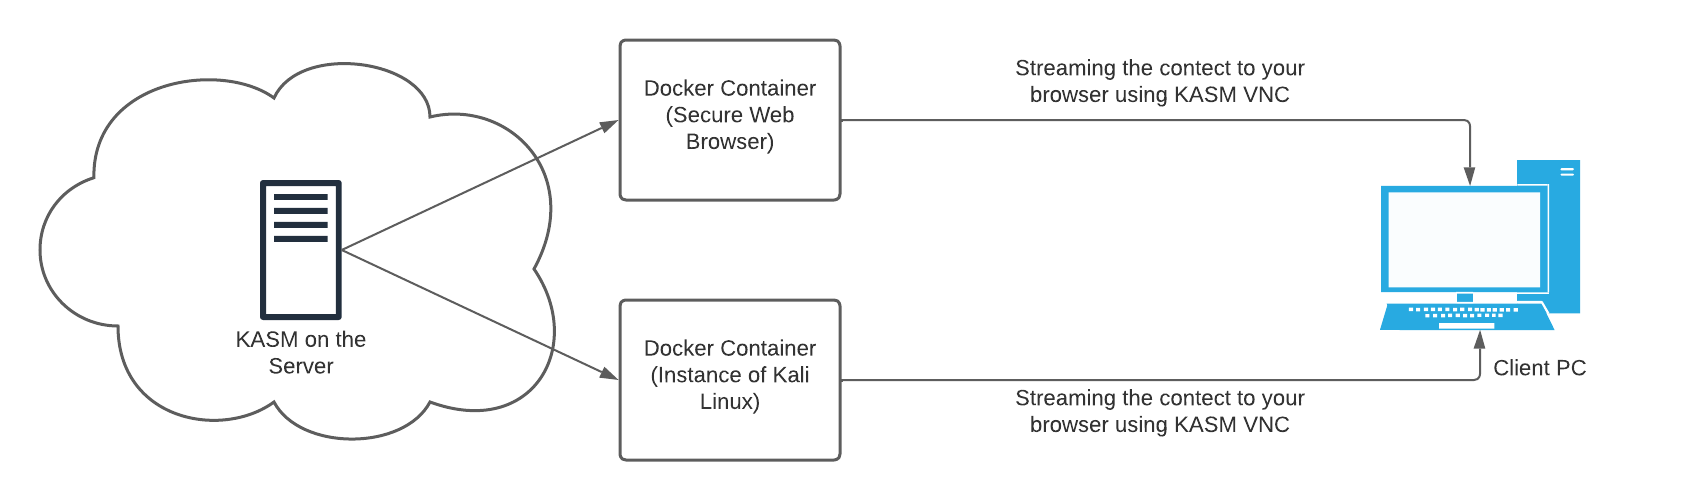 KASM on the
Server
Docker Container
(Secure Web
Browser)
Docker Container
(Instance of Kali
Linux)
Streaming the contect to your
browser using KASM VNC
Streaming the contect to your
browser using KASM VNC
Client PC